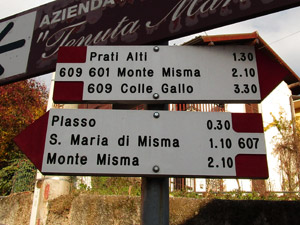 AZIENDA
"Tenuta
Prati Alti 1.30
609 601 Monte Misma 2.10
609 Colle Gallo 3.30
Plasso 0.30
S. Maria di Misma 1.10 607
Monte Misma 2.10